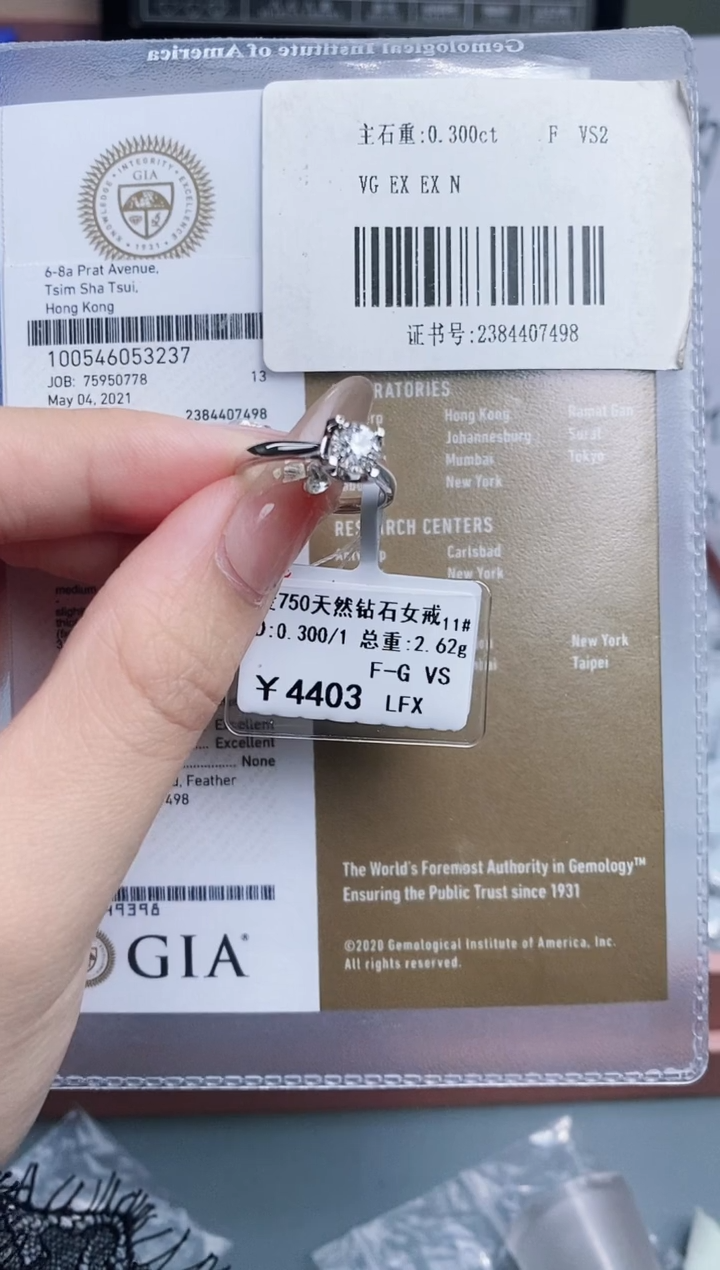 Gemological Institute of America
主石重:0.300ct F VS2
VG EX EX N
证书号:2384407498
KNOWLEDGE • INTEGRITY • EXCELLENCE
GIA
1931
6-8a Prat Avenue,
Tsim Sha Tsui,
Hong Kong
100546053237
JOB: 75950778 13
May 04, 2021
2384407498
RATORIES
Hong Kong Ramat Gan
Johannesburg Surat
Mumbai Tokyo
New York
RESEARCH CENTERS
Carlsbad
New York
medium
750天然钻石女戒11#
D:0.300/1 总重:2.62g
F-G VS
￥4403 LFX
New York
Taipei
Excellent
Excellent
None
, Feather
498
49398
GIA®
The World's Foremost Authority in Gemology™
Ensuring the Public Trust since 1931
©2020 Gemological Institute of America, Inc.
All rights reserved.